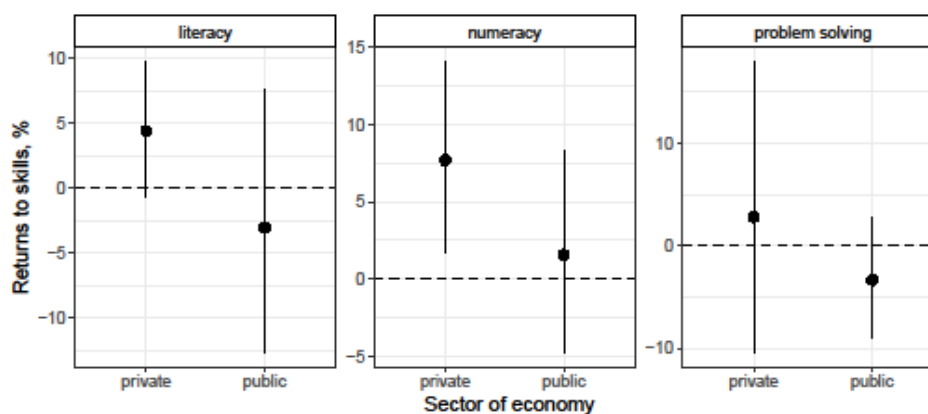 literacy
numeracy
problem solving
Returns to skills, %
10
5
0
−5
−10
15
10
5
0
−5
10
0
−10
private
public
private
public
private
public
Sector of economy